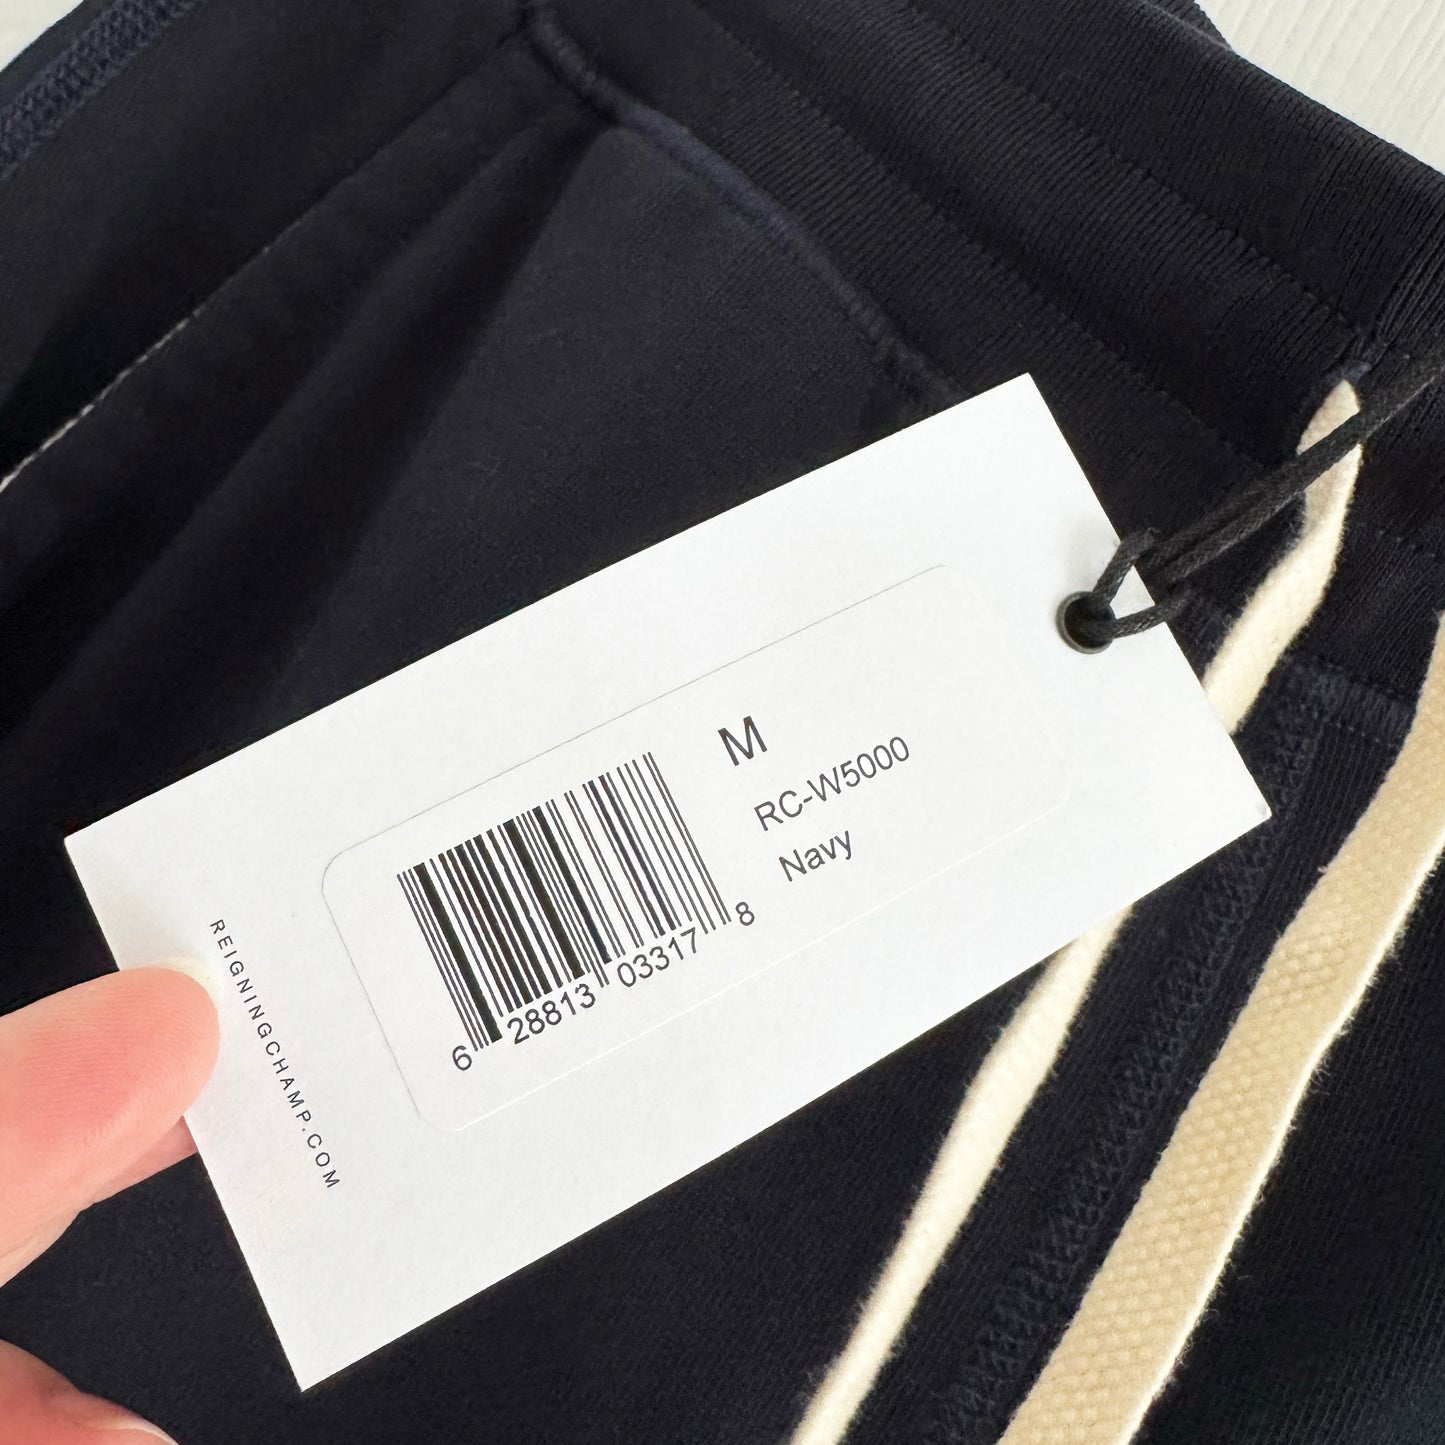 M
RC-W5000
Navy
6 28813 03317 8
REIGNINGCHAMP.COM